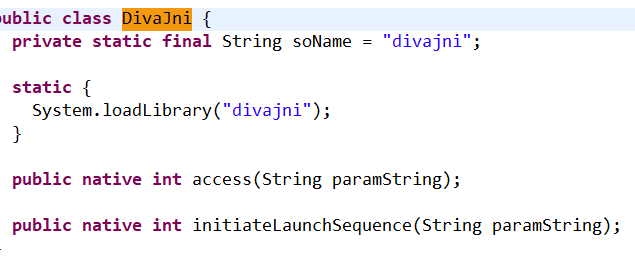 public class DivaJni {
private static final String soName = "divajni";
static {
System.loadLibrary("divajni");
}
public native int access(String paramString);
public native int initiateLaunchSequence(String paramString);